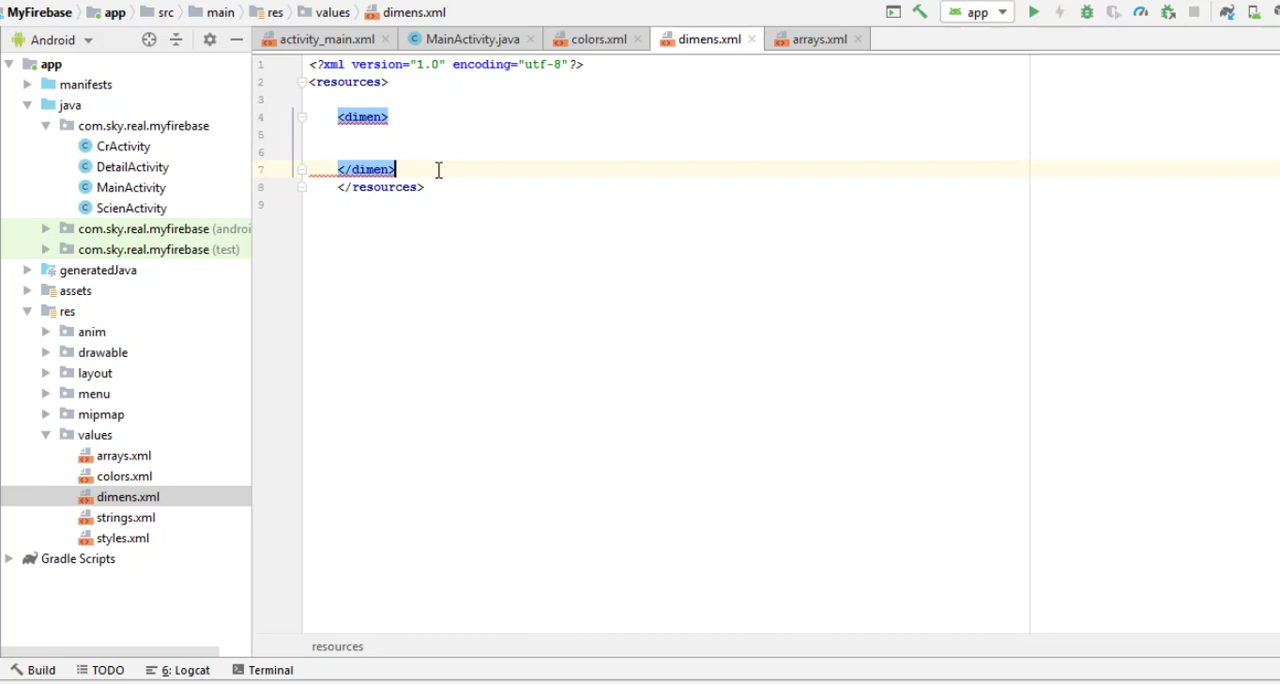 MyFirebase app src main res values dimens.xml app
Android activity_main.xml MainActivity.java colors.xml dimens.xml arrays.xml
app
manifests
java
com.sky.real.myfirebase
CrActivity
DetailActivity
MainActivity
ScienActivity
com.sky.real.myfirebase (androi
com.sky.real.myfirebase (test)
generatedJava
assets
res
anim
drawable
layout
menu
mipmap
values
arrays.xml
colors.xml
dimens.xml
strings.xml
styles.xml
Gradle Scripts
1 <?xml version="1.0" encoding="utf-8"?>
2 <resources>
3
4 <dimen>
5
6
7 </dimen>
8 </resources>
9
resources
Build TODO 6: Logcat Terminal